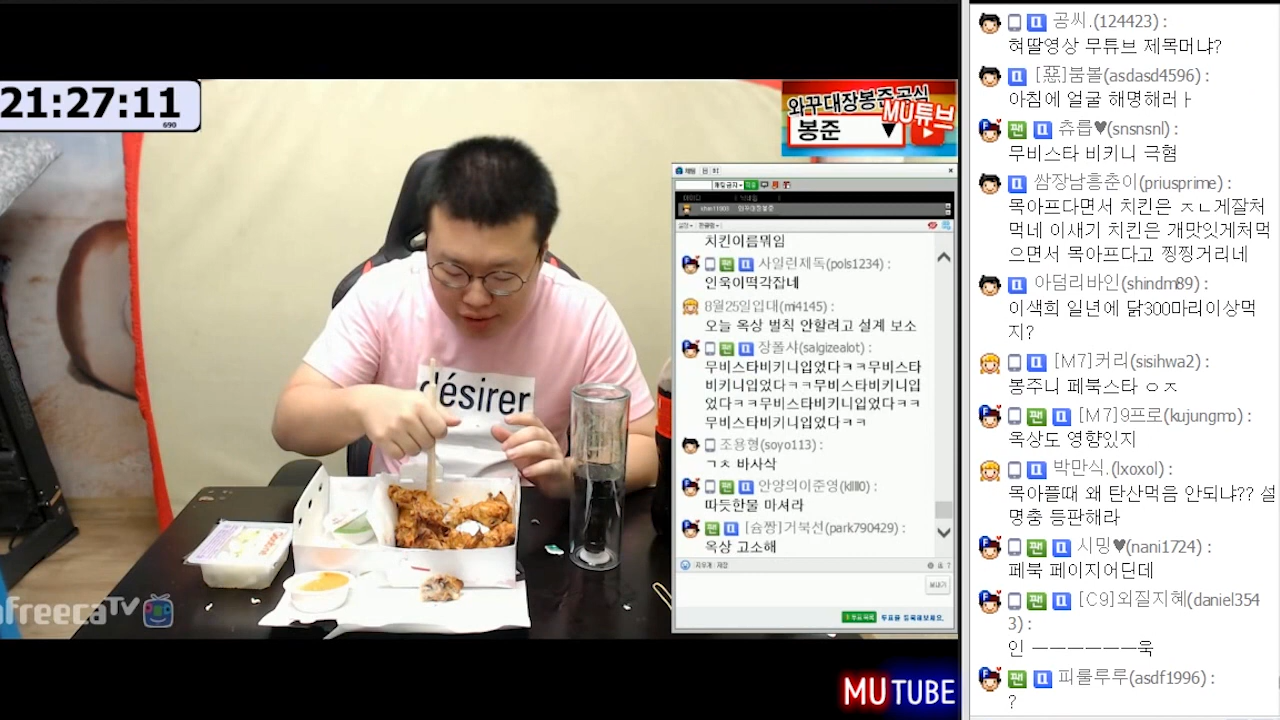 21:27:11
690
와꾸대장봉준공식
MU튜브
봉준 ▼
désirer
afreecaTV
MUTUBE
치킨이름뭐임
사일런제독(pols1234) :
인욱이떡각잡네
8월25일입대(mi4145) :
오늘 옥상 벌칙 안할려고 설계 보소
장폴샤(salgizealot) :
무비스타비키니입었다ㅋㅋ무비스타
비키니입었다ㅋㅋ무비스타비키니입
었다ㅋㅋ무비스타비키니입었다ㅋㅋ
무비스타비키니입었다ㅋㅋ
조용형(soyo113) :
ㄱㅊ 바사삭
안양의이준영(klllll0) :
따듯한물 마셔라
[슘짱]거북선(park790429) :
옥상 고소해
보내기
공씨.(124423) :
혀딸영상 무튜브 제목머냐?
[惡]붐볼(asdasd4596) :
아침에 얼굴 해명해러ㅏ
츄릅♥(snsnsnl) :
무비스타 비키니 극혐
쌈장남흥춘이(priusprime) :
목아프다면서 치킨은 ㅈㄴ게잘처
먹네 이새기 치킨은 개맛잇게처먹
으면서 목아프다고 찡찡거리네
아덤리바인(shindm89) :
이색희 일년에 닭300마리이상먹
지?
[M7]커리(sisihwa2) :
봉주니 페북스타 ㅇㅈ
[M7]9프로(kujungmo) :
옥상도 영향있지
박만식.(lxoxol) :
목아플때 왜 탄산먹음 안되냐?? 설
명충 등판해라
시밍♥(nani1724) :
페북 페이지어딘데
[C9]외질지혜(daniel354
3) :
인 ㅡㅡㅡㅡㅡㅡ욱
피룰루루(asdf1996) :
?